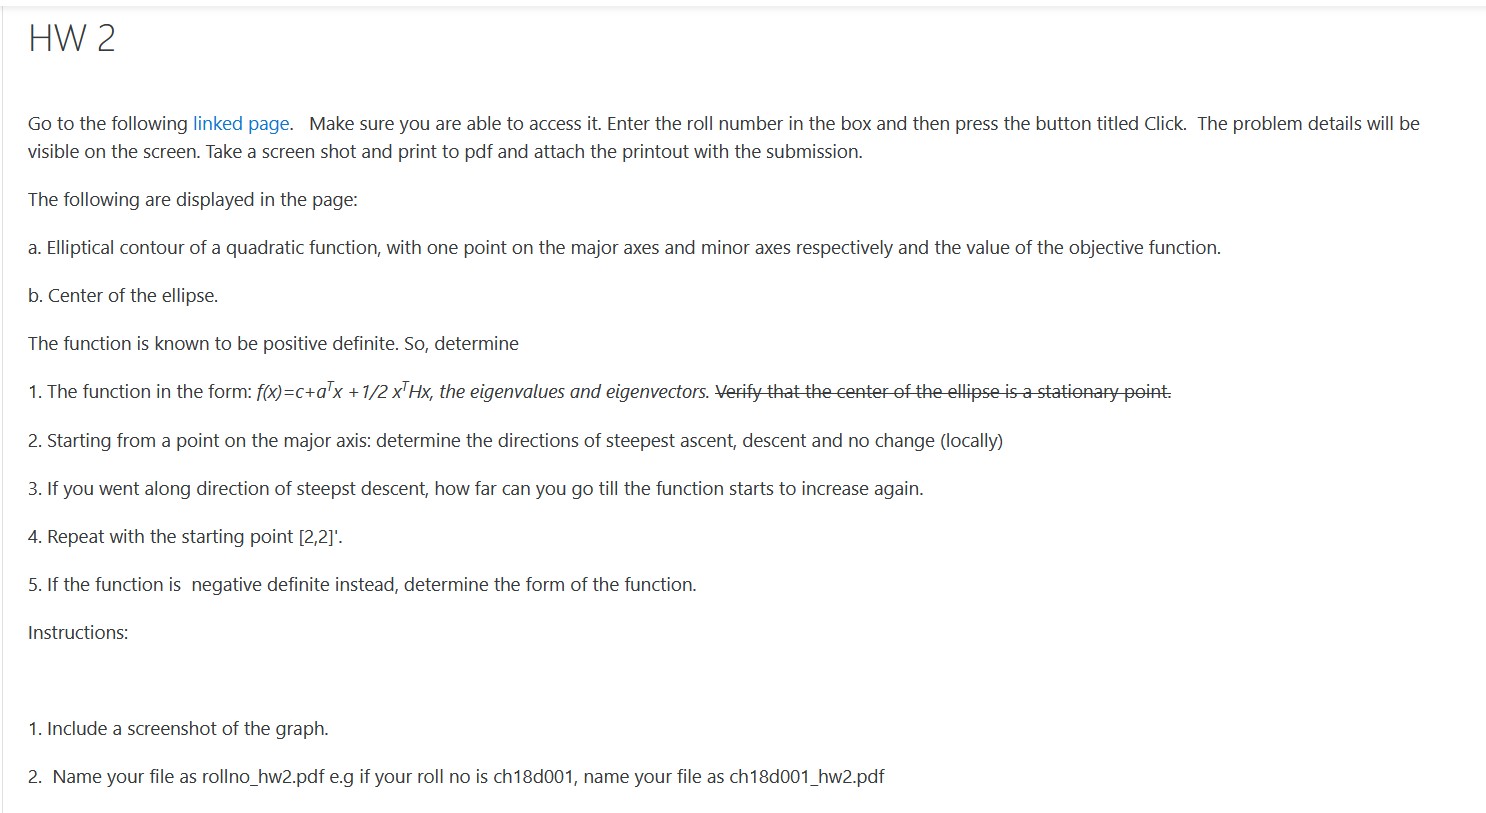 HW 2
Go to the following linked page.   Make sure you are able to access it. Enter the roll number in the box and then press the button titled Click.  The problem details will be
visible on the screen. Take a screen shot and print to pdf and attach the printout with the submission.
The following are displayed in the page:
a. Elliptical contour of a quadratic function, with one point on the major axes and minor axes respectively and the value of the objective function.
b. Center of the ellipse.
The function is known to be positive definite. So, determine
1. The function in the form: f(x)=c+aᵀx +1/2 xᵀHx, the eigenvalues and eigenvectors. Verify that the center of the ellipse is a stationary point.
2. Starting from a point on the major axis: determine the directions of steepest ascent, descent and no change (locally)
3. If you went along direction of steepst descent, how far can you go till the function starts to increase again.
4. Repeat with the starting point [2,2]'.
5. If the function is  negative definite instead, determine the form of the function.
Instructions:
1. Include a screenshot of the graph.
2.  Name your file as rollno_hw2.pdf e.g if your roll no is ch18d001, name your file as ch18d001_hw2.pdf